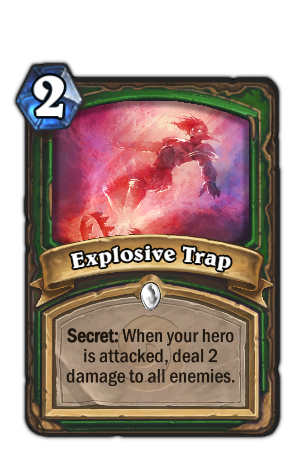 2
Explosive Trap
Secret: When your hero
is attacked, deal 2
damage to all enemies.